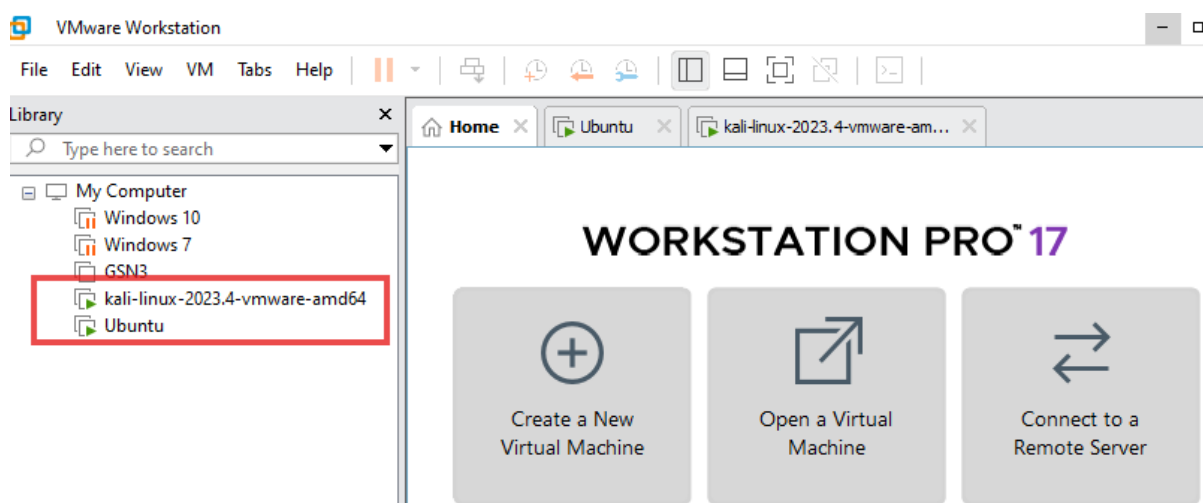 VMware Workstation
File Edit View VM Tabs Help
Library
Type here to search
My Computer
Windows 10
Windows 7
GSN3
kali-linux-2023.4-vmware-amd64
Ubuntu
Home Ubuntu kali-linux-2023.4-vmware-am...
WORKSTATION PRO™ 17
Create a New
Virtual Machine
Open a Virtual
Machine
Connect to a
Remote Server